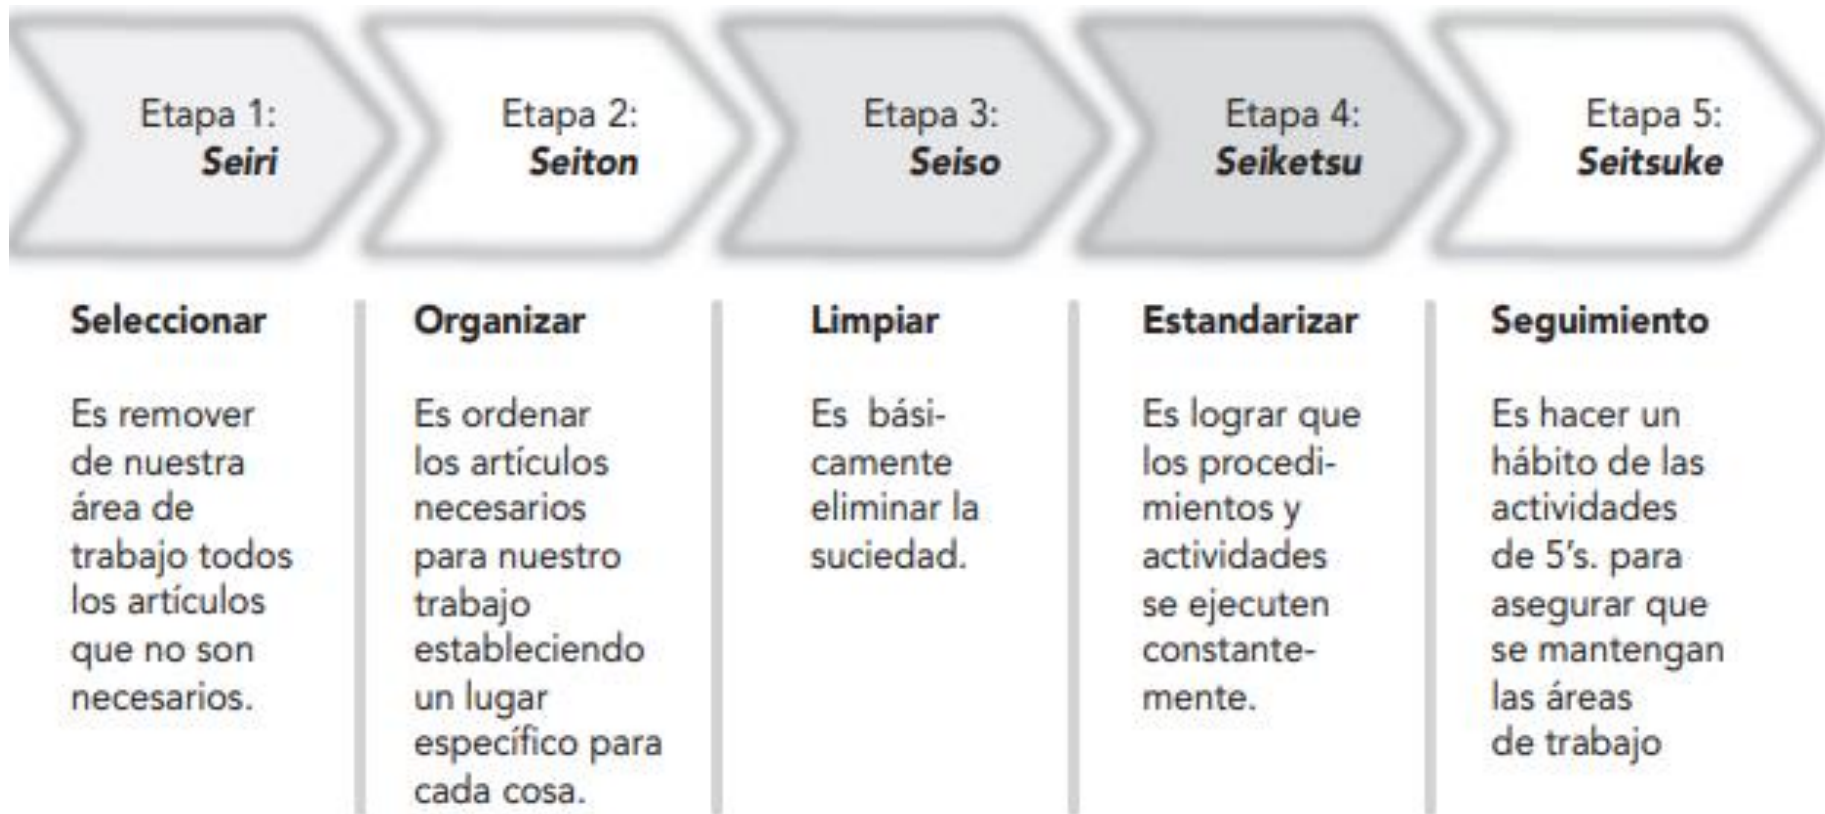 Etapa 1:
Seiri
Etapa 2:
Seiton
Etapa 3:
Seiso
Etapa 4:
Seiketsu
Etapa 5:
Seitsuke
Seleccionar
Es remover
de nuestra
área de
trabajo todos
los artículos
que no son
necesarios.
Organizar
Es ordenar
los artículos
necesarios
para nuestro
trabajo
estableciendo
un lugar
específico para
cada cosa.
Limpiar
Es bási-
camente
eliminar la
suciedad.
Estandarizar
Es lograr que
los procedi-
mientos y
actividades
se ejecuten
constante-
mente.
Seguimiento
Es hacer un
hábito de las
actividades
de 5's. para
asegurar que
se mantengan
las áreas
de trabajo